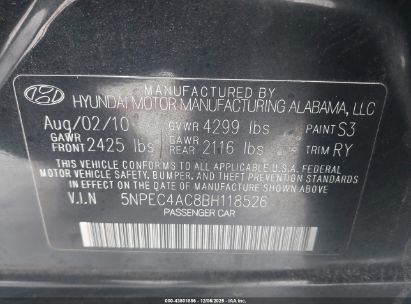 MANUFACTURED BY
HYUNDAI MOTOR MANUFACTURING ALABAMA, LLC
Aug/02/10 GVWR 4299 lbs PAINT S3
GAWR FRONT 2425 lbs GAWR REAR 2116 lbs TRIM RY
THIS VEHICLE CONFORMS TO ALL APPLICABLE U.S.A. FEDERAL
MOTOR VEHICLE SAFETY, BUMPER, AND THEFT PREVENTION STANDARDS
IN EFFECT ON THE DATE OF MANUFACTURE SHOWN ABOVE.
V.I.N 5NPEC4AC8BH118526
PASSENGER CAR